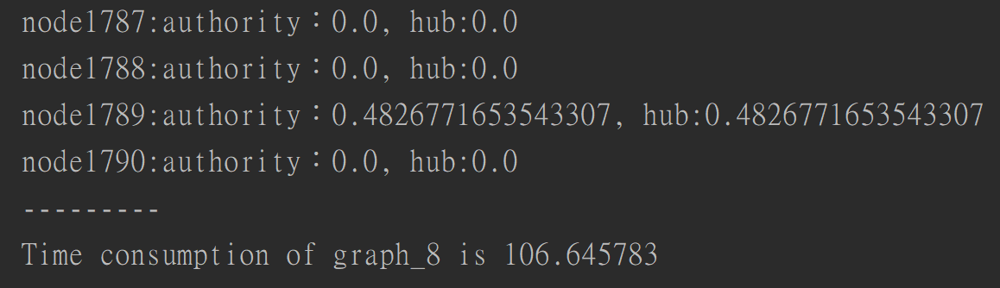 node1787:authority：0.0, hub:0.0
node1788:authority：0.0, hub:0.0
node1789:authority：0.4826771653543307, hub:0.4826771653543307
node1790:authority：0.0, hub:0.0
---------
Time consumption of graph_8 is 106.645783